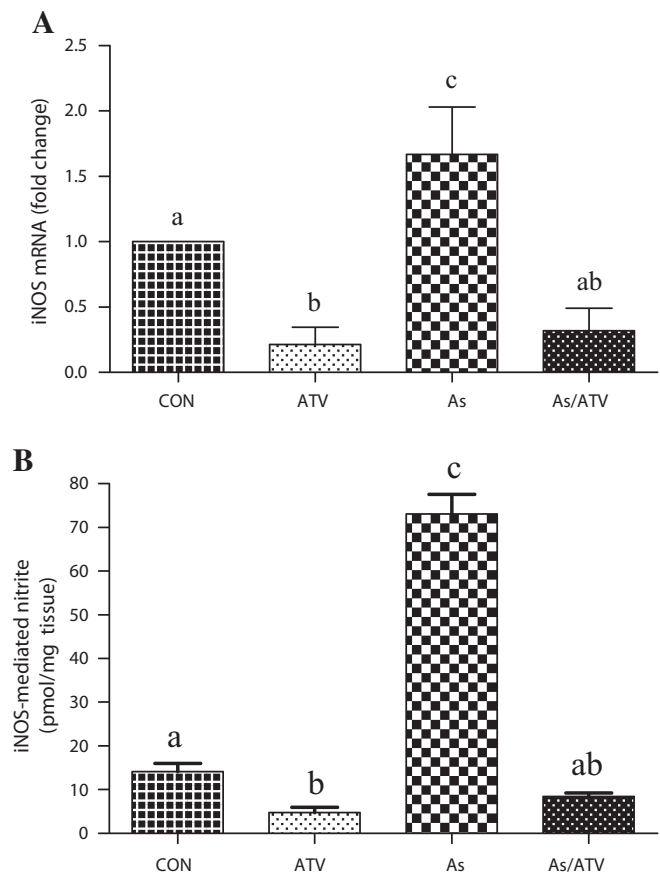 A
iNOS mRNA (fold change)
2.5
2.0
1.5
1.0
0.5
0.0
a
b
c
ab
CON ATV As As/ATV
B
iNOS-mediated nitrite
(pmol/mg tissue)
80
70
60
50
40
30
20
10
0
a
b
c
ab
CON ATV As As/ATV